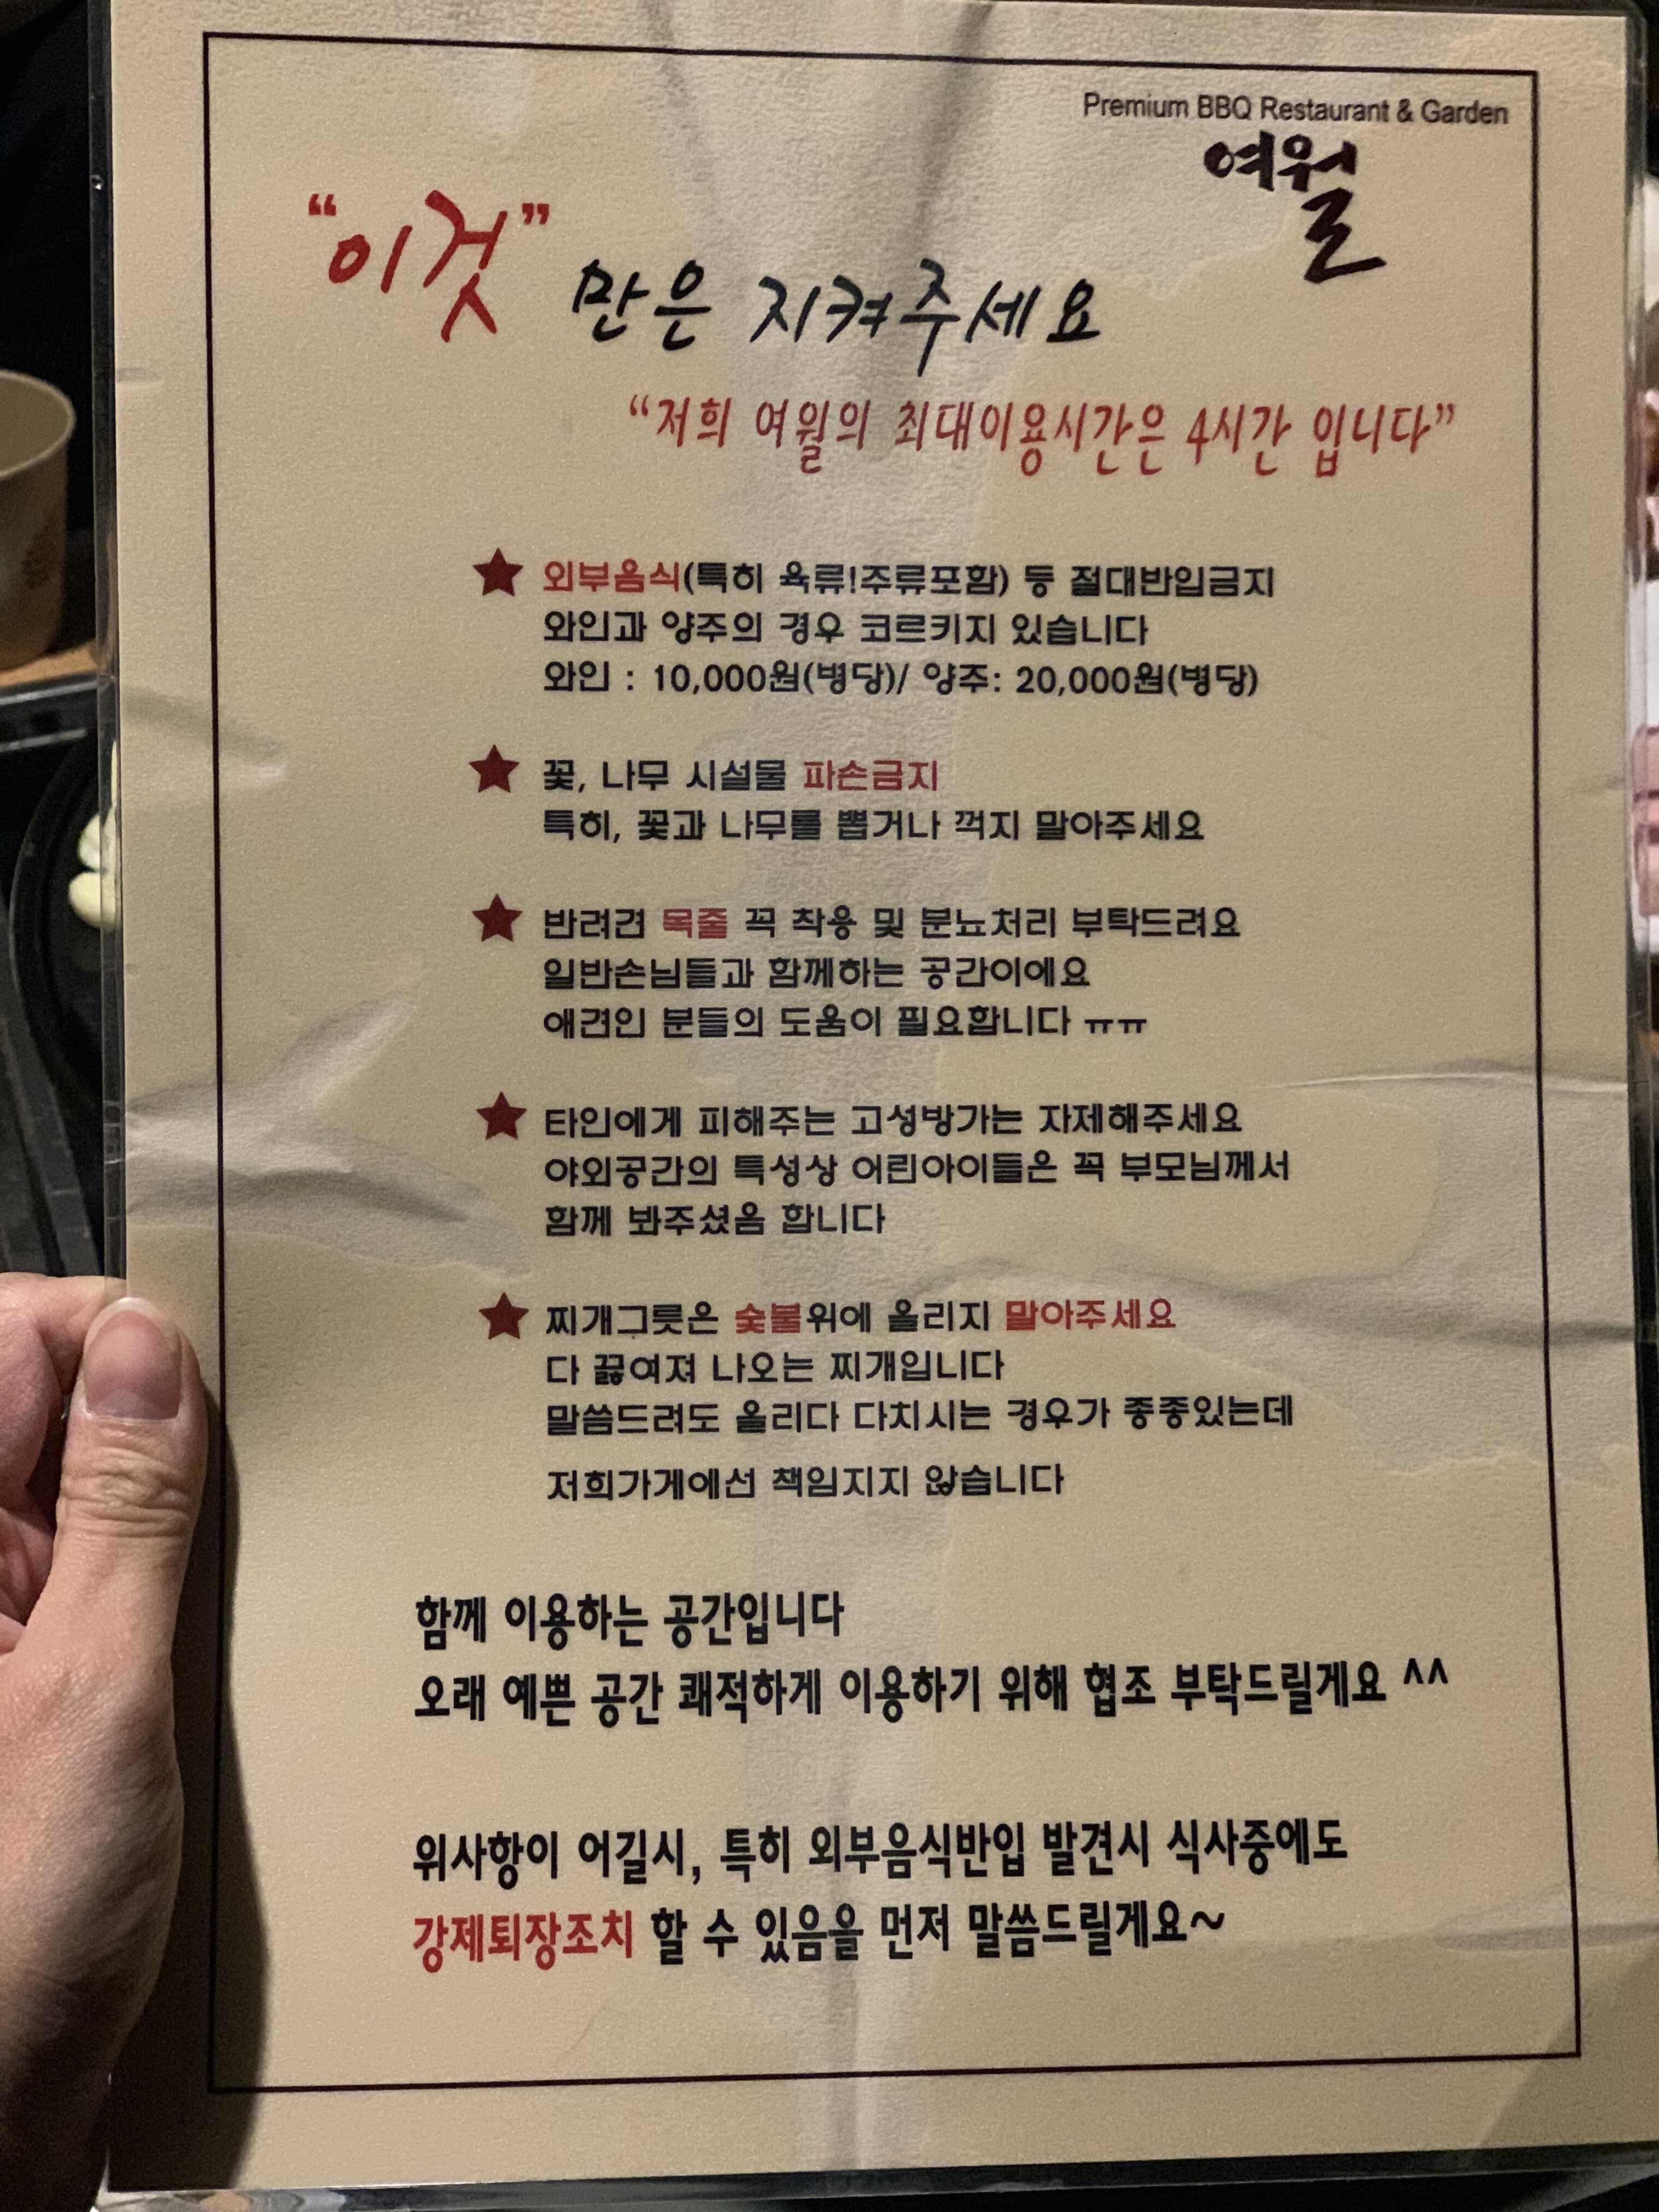 Premium BBQ Restaurant & Garden
여월
“이것”만은 지켜주세요
“저희 여월의 최대이용시간은 4시간 입니다”
★ 외부음식(특히 육류!주류포함) 등 절대반입금지
와인과 양주의 경우 코르키지 있습니다
와인 : 10,000원(병당)/ 양주: 20,000원(병당)
★ 꽃, 나무 시설물 파손금지
특히, 꽃과 나무를 뽑거나 꺽지 말아주세요
★ 반려견 목줄 꼭 착용 및 분뇨처리 부탁드려요
일반손님들과 함께하는 공간이에요
애견인 분들의 도움이 필요합니다 ㅠㅠ
★ 타인에게 피해주는 고성방가는 자제해주세요
야외공간의 특성상 어린아이들은 꼭 부모님께서
함께 봐주셨음 합니다
★ 찌개그릇은 숯불위에 올리지 말아주세요
다 끓여져 나오는 찌개입니다
말씀드려도 올리다 다치시는 경우가 종종있는데
저희가게에선 책임지지 않습니다
함께 이용하는 공간입니다
오래 예쁜 공간 쾌적하게 이용하기 위해 협조 부탁드릴게요 ^^
위사항이 어길시, 특히 외부음식반입 발견시 식사중에도
강제퇴장조치 할 수 있음을 먼저 말씀드릴게요~